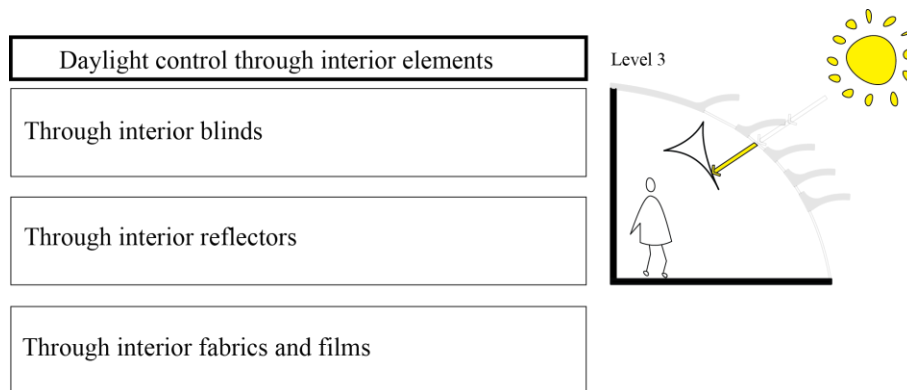 Daylight control through interior elements
Level 3
Through interior blinds
Through interior reflectors
Through interior fabrics and films